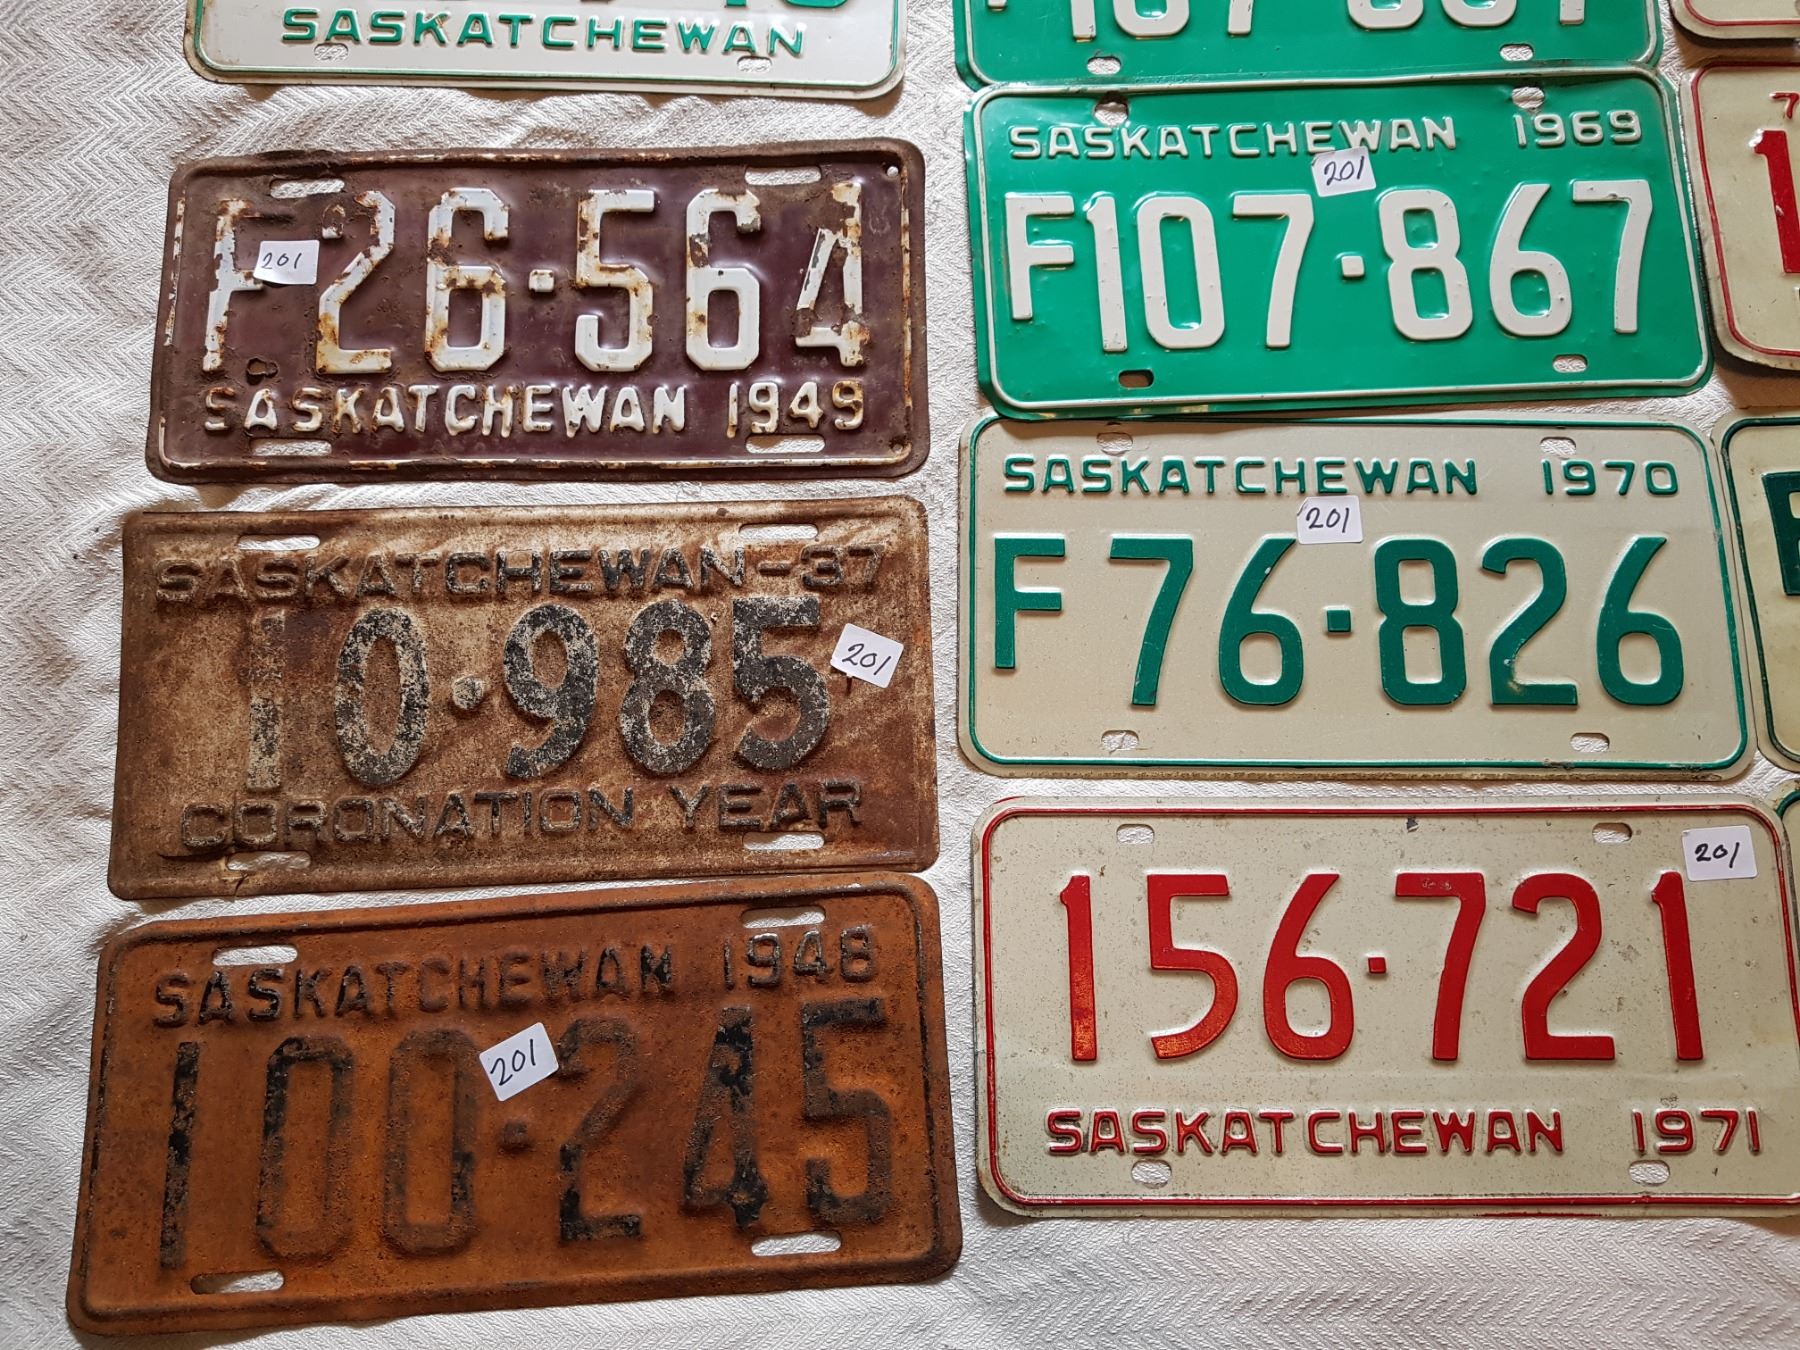 SASKATCHEWAN
F26·564
201
SASKATCHEWAN 1949
SASKATCHEWAN-37
10·985
201
CORONATION YEAR
SASKATCHEWAN 1948
100·245
201
SASKATCHEWAN 1969
201
F107·867
SASKATCHEWAN 1970
201
F76·826
201
156·721
SASKATCHEWAN 1971